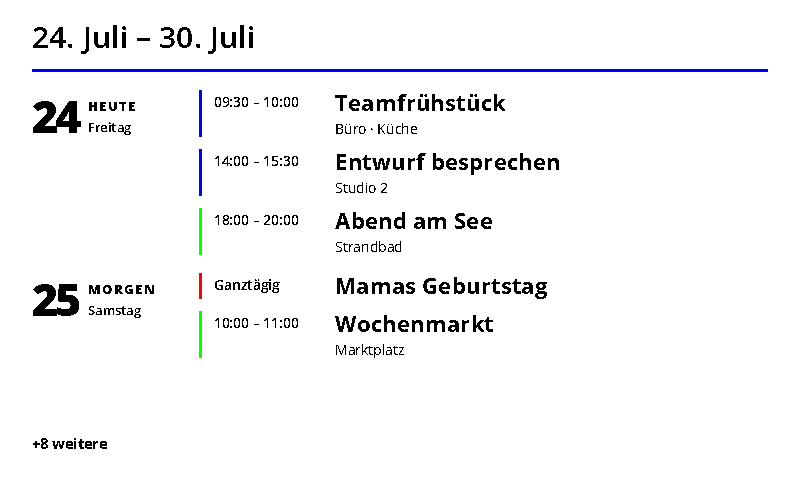 24. Juli – 30. Juli
24 HEUTE
Freitag
09:30 – 10:00 Teamfrühstück
Büro · Küche
14:00 – 15:30 Entwurf besprechen
Studio 2
18:00 – 20:00 Abend am See
Strandbad
25 MORGEN
Samstag
Ganztägig Mamas Geburtstag
10:00 – 11:00 Wochenmarkt
Marktplatz
+8 weitere